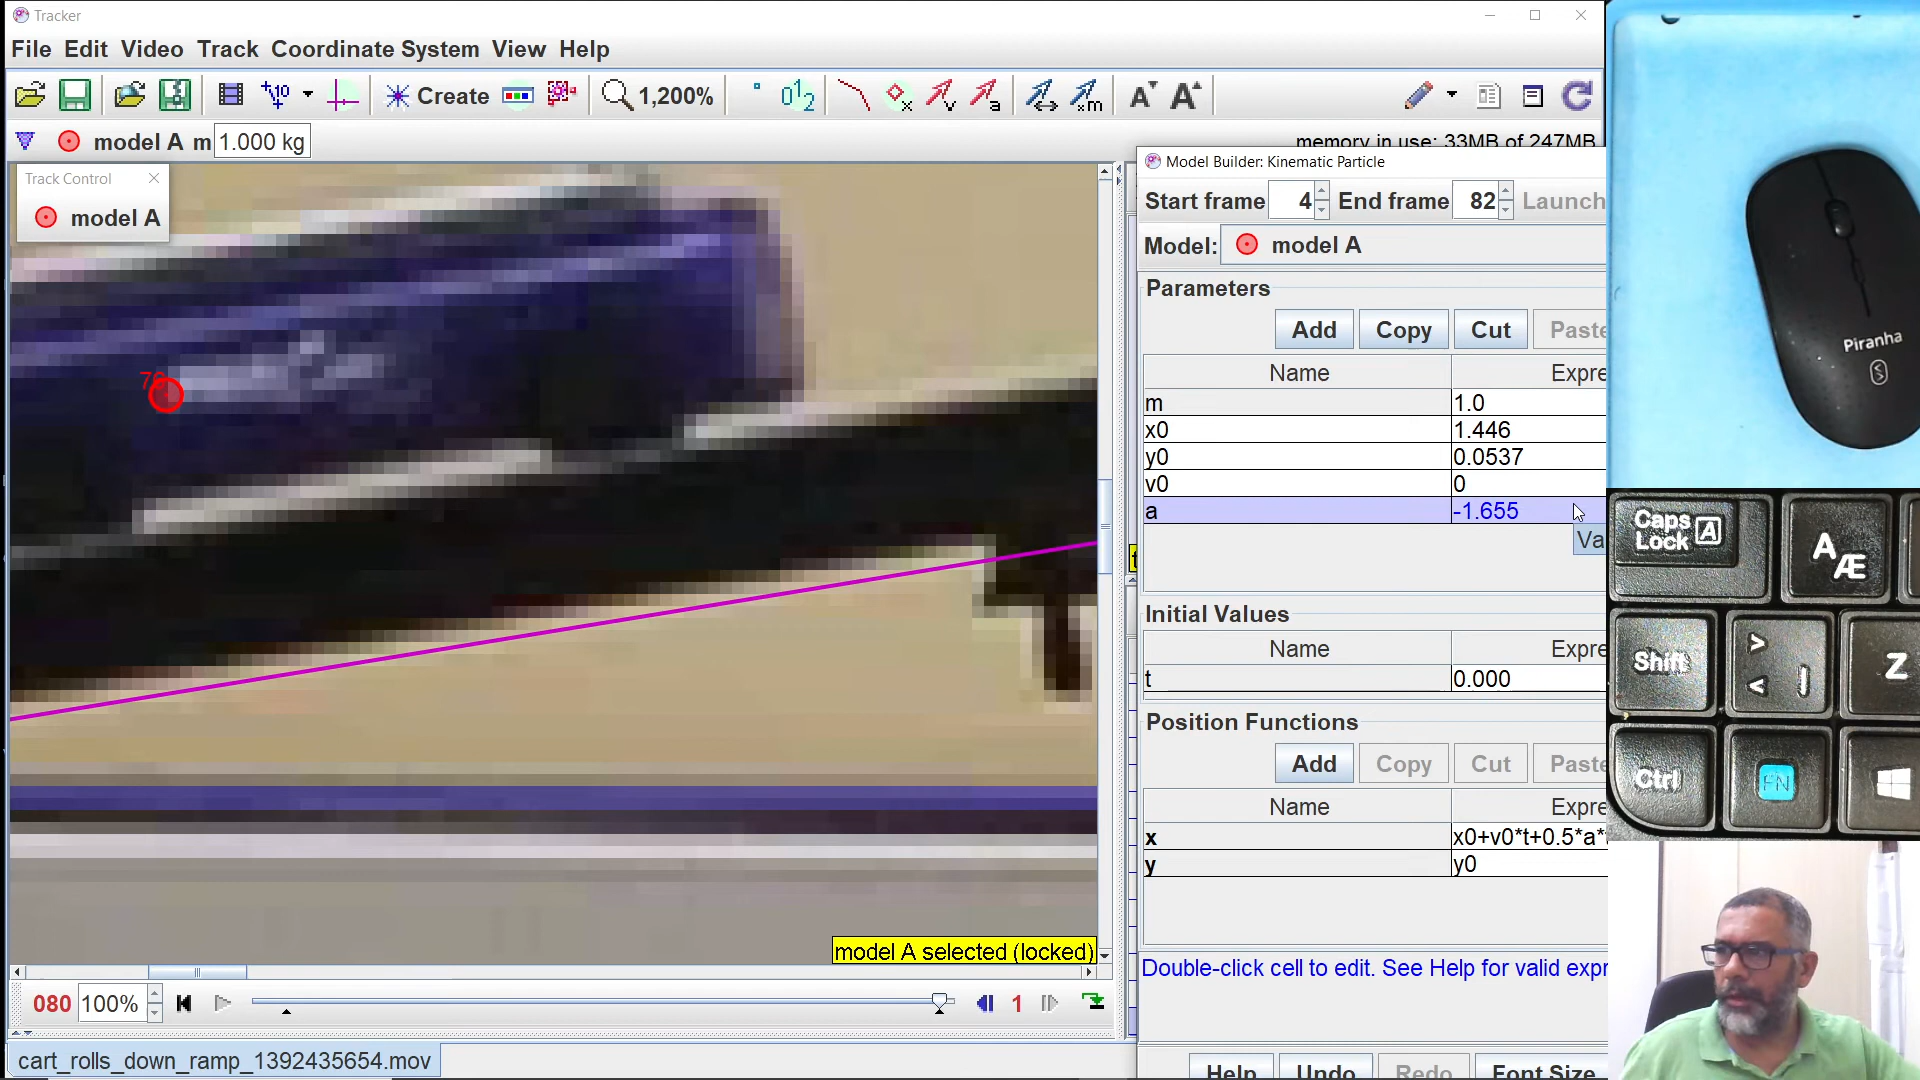 Tracker
File Edit Video Track Coordinate System View Help
Create 1,200%
model A m 1.000 kg
memory in use: 33MB of 247MB
Track Control
model A
76
Model Builder: Kinematic Particle
Start frame 4 End frame 82 Launch
Model: model A
Parameters
Add Copy Cut Paste
Name Expre
m 1.0
x0 1.446
y0 0.0537
v0 0
a -1.655
Va
Initial Values
Name Expre
t 0.000
Position Functions
Add Copy Cut Paste
Name Expre
x x0+v0*t+0.5*a*
y y0
model A selected (locked)
Double-click cell to edit. See Help for valid expr
080 100% 1
Help Undo Redo Font Size
cart_rolls_down_ramp_1392435654.mov
Piranha
Caps Lock A
A Æ
Shift > < | Z
Ctrl FN